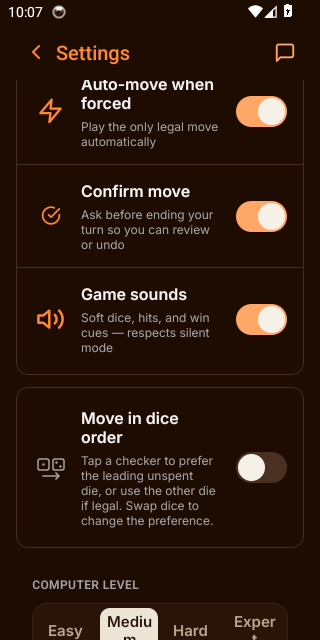 10:07
Settings
Auto-move when
forced
Play the only legal move
automatically
Confirm move
Ask before ending your
turn so you can review
or undo
Game sounds
Soft dice, hits, and win
cues — respects silent
mode
Move in dice
order
Tap a checker to prefer
the leading unspent
die, or use the other die
if legal. Swap dice to
change the preference.
COMPUTER LEVEL
Easy
Mediu
m
Hard
Exper
t